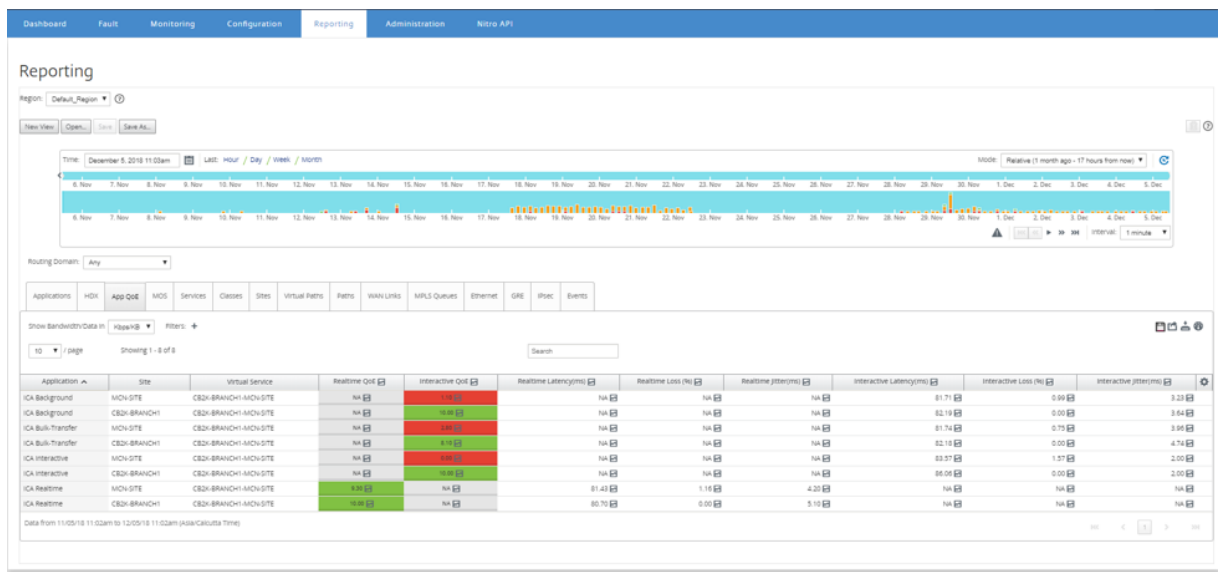 Dashboard Fault Monitoring Configuration Reporting Administration Nitro API
Reporting
Region: Default_Region
New View Open... Save Save As...
Time: December 5, 2018 11:03am Last: Hour / Day / Week / Month Mode: Relative (1 month ago - 17 hours from now)
6. Nov 7. Nov 8. Nov 9. Nov 10. Nov 11. Nov 12. Nov 13. Nov 14. Nov 15. Nov 16. Nov 17. Nov 18. Nov 19. Nov 20. Nov 21. Nov 22. Nov 23. Nov 24. Nov 25. Nov 26. Nov 27. Nov 28. Nov 29. Nov 30. Nov 1. Dec 2. Dec 3. Dec 4. Dec 5. Dec
6. Nov 7. Nov 8. Nov 9. Nov 10. Nov 11. Nov 12. Nov 13. Nov 14. Nov 15. Nov 16. Nov 17. Nov 18. Nov 19. Nov 20. Nov 21. Nov 22. Nov 23. Nov 24. Nov 25. Nov 26. Nov 27. Nov 28. Nov 29. Nov 30. Nov 1. Dec 2. Dec 3. Dec 4. Dec 5. Dec
Interval: 1 minute
Routing Domain: Any
Applications HDX App QoE MOS Services Classes Sites Virtual Paths Paths WAN Links MPLS Queues Ethernet GRE IPsec Events
Show Bandwidth/Data in Kbps/KB Filters: +
10 / page Showing 1 - 8 of 8 Search
Application Site Virtual Service Realtime QoE Interactive QoE Realtime Latency(ms) Realtime Loss (%) Realtime Jitter(ms) Interactive Latency(ms) Interactive Loss (%) Interactive Jitter(ms)
ICA Background MCN-SITE CB2K-BRANCH1-MCN-SITE NA NA NA NA 81.71 0.99 3.23
ICA Background CB2K-BRANCH1 CB2K-BRANCH1-MCN-SITE NA 10.00 NA NA NA 82.19 0.00 3.64
ICA Bulk-Transfer MCN-SITE CB2K-BRANCH1-MCN-SITE NA NA NA NA 81.74 0.75 3.96
ICA Bulk-Transfer CB2K-BRANCH1 CB2K-BRANCH1-MCN-SITE NA NA NA NA 82.18 0.00 4.74
ICA Interactive MCN-SITE CB2K-BRANCH1-MCN-SITE NA NA NA NA 83.57 1.57 2.00
ICA Interactive CB2K-BRANCH1 CB2K-BRANCH1-MCN-SITE NA 10.00 NA NA NA 86.06 0.00 2.00
ICA Realtime MCN-SITE CB2K-BRANCH1-MCN-SITE NA 81.43 1.16 4.20 NA NA NA
ICA Realtime CB2K-BRANCH1 CB2K-BRANCH1-MCN-SITE 10.00 NA 80.70 0.00 5.10 NA NA NA
Data from 11/05/18 11:02am to 12/05/18 11:02am (Asia/Calcutta Time)
1